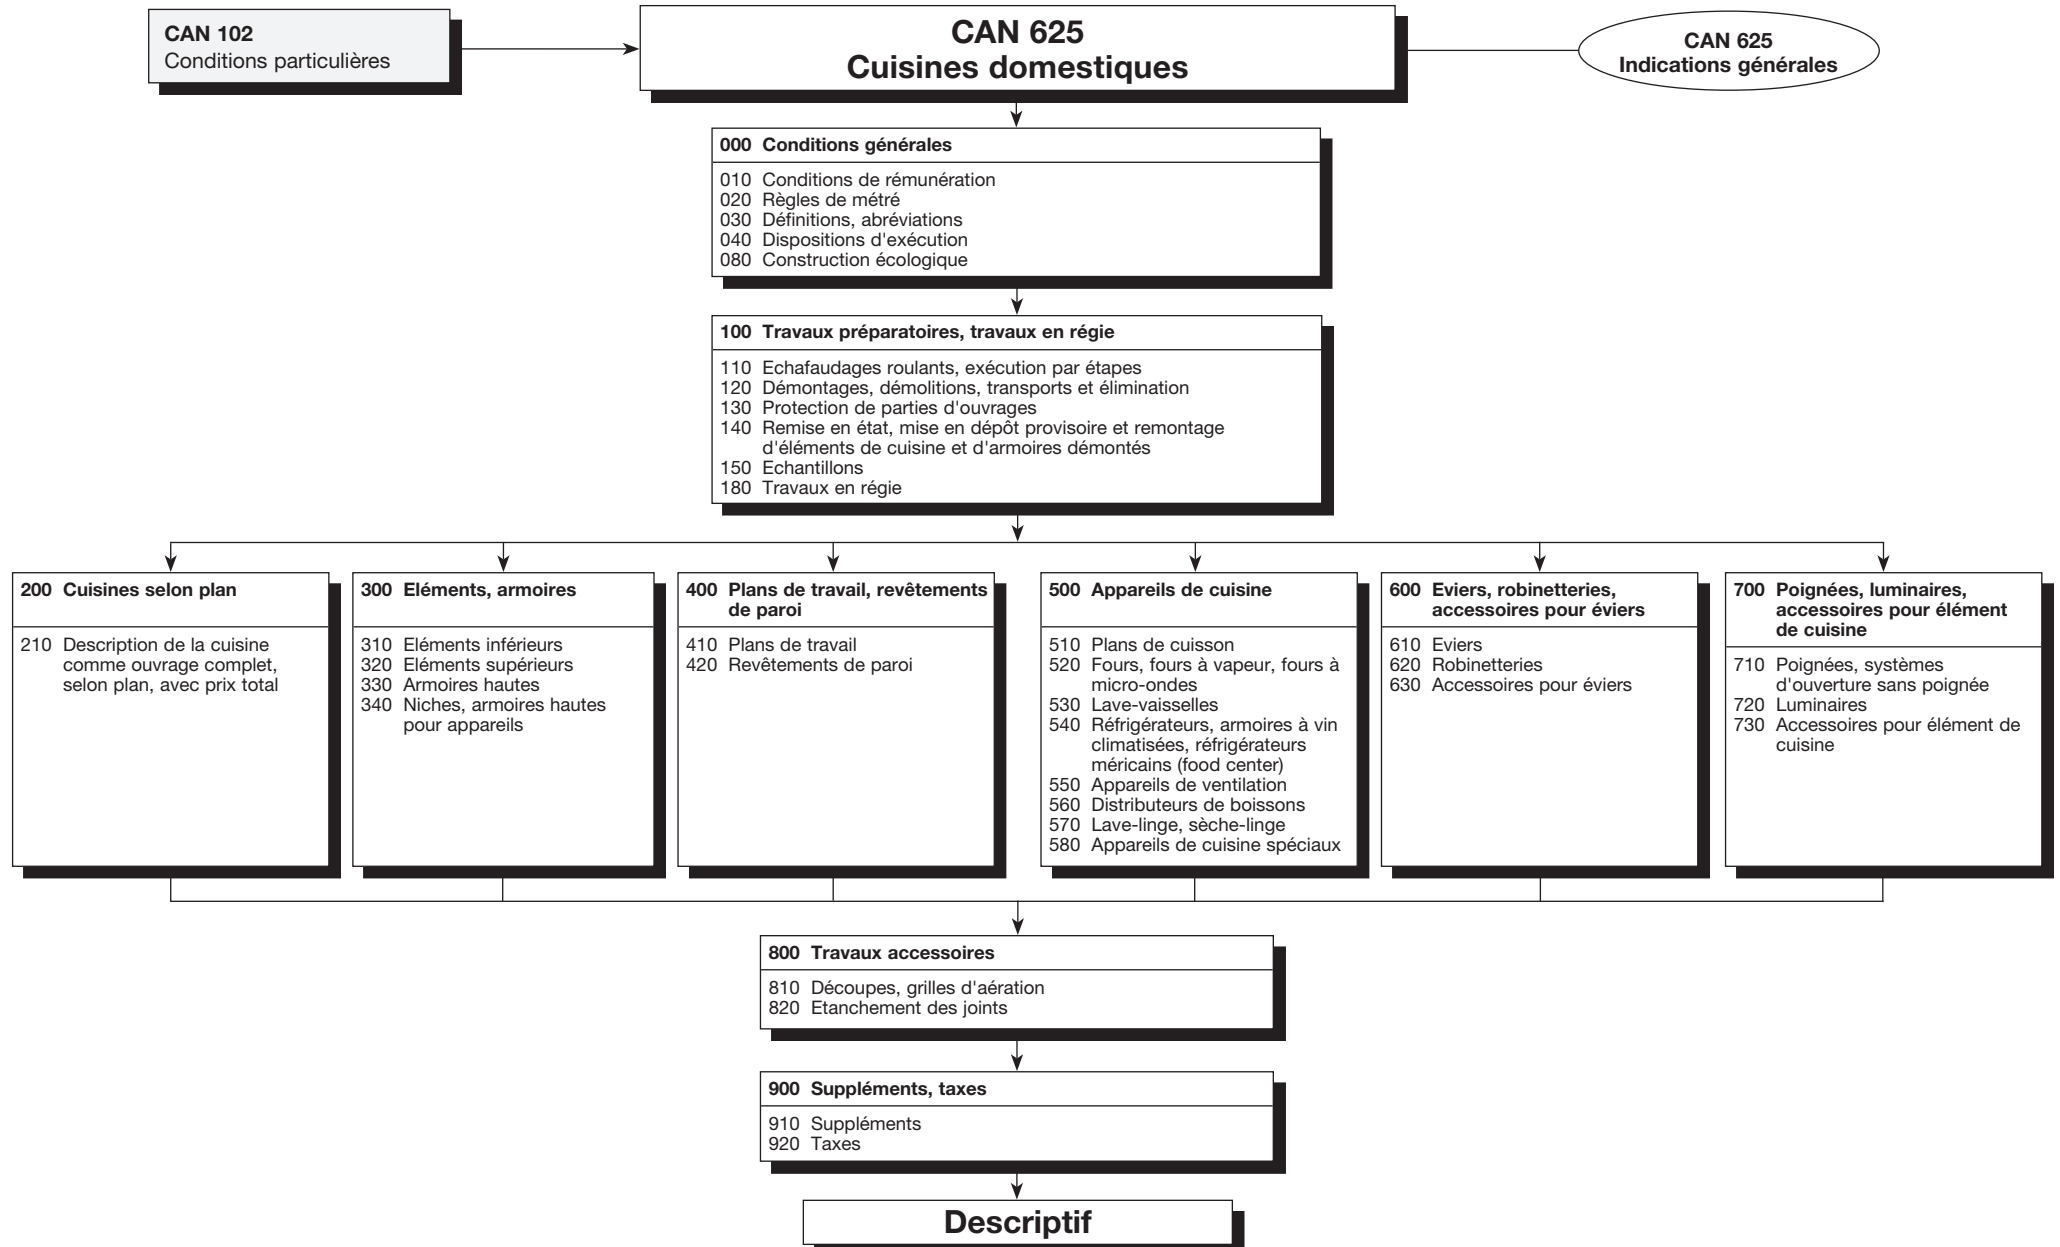 CAN 102
Conditions particulières
CAN 625
Cuisines domestiques
CAN 625
Indications générales
000 Conditions générales
010 Conditions de rémunération
020 Règles de métré
030 Définitions, abréviations
040 Dispositions d'exécution
080 Construction écologique
100 Travaux préparatoires, travaux en régie
110 Echafaudages roulants, exécution par étapes
120 Démontages, démolitions, transports et élimination
130 Protection de parties d'ouvrages
140 Remise en état, mise en dépôt provisoire et remontage
d'éléments de cuisine et d'armoires démontés
150 Echantillons
180 Travaux en régie
200 Cuisines selon plan
210 Description de la cuisine
comme ouvrage complet,
selon plan, avec prix total
300 Eléments, armoires
310 Eléments inférieurs
320 Eléments supérieurs
330 Armoires hautes
340 Niches, armoires hautes
pour appareils
400 Plans de travail, revêtements
de paroi
410 Plans de travail
420 Revêtements de paroi
500 Appareils de cuisine
510 Plans de cuisson
520 Fours, fours à vapeur, fours à
micro-ondes
530 Lave-vaisselles
540 Réfrigérateurs, armoires à vin
climatisées, réfrigérateurs
méricains (food center)
550 Appareils de ventilation
560 Distributeurs de boissons
570 Lave-linge, sèche-linge
580 Appareils de cuisine spéciaux
600 Eviers, robinetteries,
accessoires pour éviers
610 Eviers
620 Robinetteries
630 Accessoires pour éviers
700 Poignées, luminaires,
accessoires pour élément
de cuisine
710 Poignées, systèmes
d'ouverture sans poignée
720 Luminaires
730 Accessoires pour élément de
cuisine
800 Travaux accessoires
810 Découpes, grilles d'aération
820 Etanchement des joints
900 Suppléments, taxes
910 Suppléments
920 Taxes
Descriptif